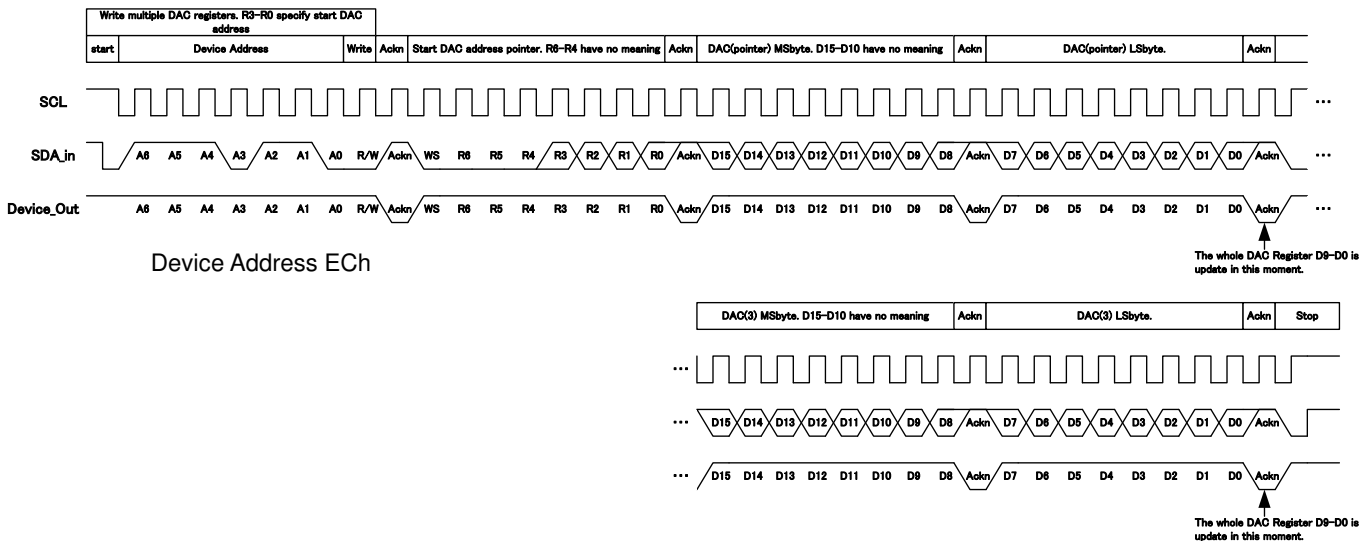 Write multiple DAC registers. R3-R0 specify start DAC
address
start Device Address Write Ackn Start DAC address pointer. R6-R4 have no meaning Ackn DAC(pointer) MSbyte. D15-D10 have no meaning Ackn DAC(pointer) LSbyte. Ackn
SCL ...
SDA_in A6 A5 A4 A3 A2 A1 A0 R/W Ackn WS R6 R5 R4 R3 R2 R1 R0 Ackn D15 D14 D13 D12 D11 D10 D9 D8 Ackn D7 D6 D5 D4 D3 D2 D1 D0 Ackn ...
Device_Out A6 A5 A4 A3 A2 A1 A0 R/W Ackn WS R6 R5 R4 R3 R2 R1 R0 Ackn D15 D14 D13 D12 D11 D10 D9 D8 Ackn D7 D6 D5 D4 D3 D2 D1 D0 Ackn ...
Device Address ECh
The whole DAC Register D9-D0 is
update in this moment.
DAC(3) MSbyte. D15-D10 have no meaning Ackn DAC(3) LSbyte. Ackn Stop
...
... D15 D14 D13 D12 D11 D10 D9 D8 Ackn D7 D6 D5 D4 D3 D2 D1 D0 Ackn
... D15 D14 D13 D12 D11 D10 D9 D8 Ackn D7 D6 D5 D4 D3 D2 D1 D0 Ackn
The whole DAC Register D9-D0 is
update in this moment.